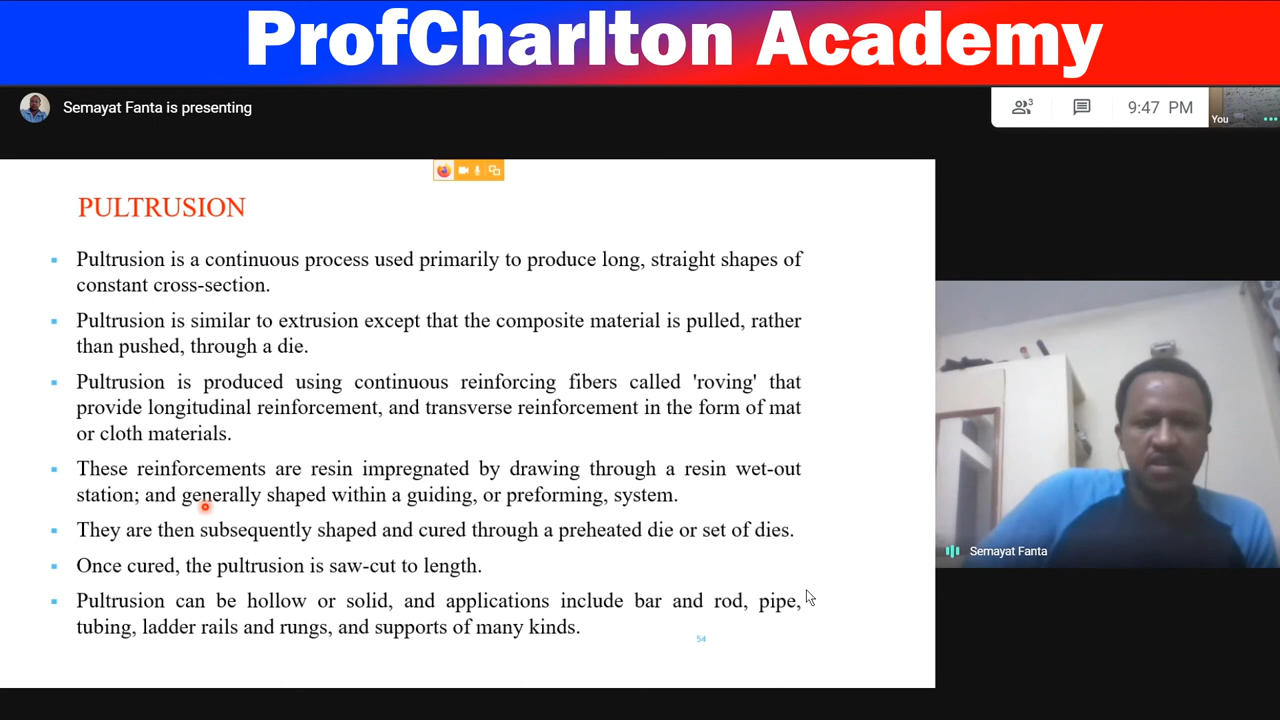 ProfCharlton Academy
Semayat Fanta is presenting
3
9:47 PM
You
PULTRUSION
Pultrusion is a continuous process used primarily to produce long, straight shapes of
constant cross-section.
Pultrusion is similar to extrusion except that the composite material is pulled, rather
than pushed, through a die.
Pultrusion is produced using continuous reinforcing fibers called 'roving' that
provide longitudinal reinforcement, and transverse reinforcement in the form of mat
or cloth materials.
These reinforcements are resin impregnated by drawing through a resin wet-out
station; and generally shaped within a guiding, or preforming, system.
They are then subsequently shaped and cured through a preheated die or set of dies.
Once cured, the pultrusion is saw-cut to length.
Pultrusion can be hollow or solid, and applications include bar and rod, pipe,
tubing, ladder rails and rungs, and supports of many kinds.
54
Semayat Fanta